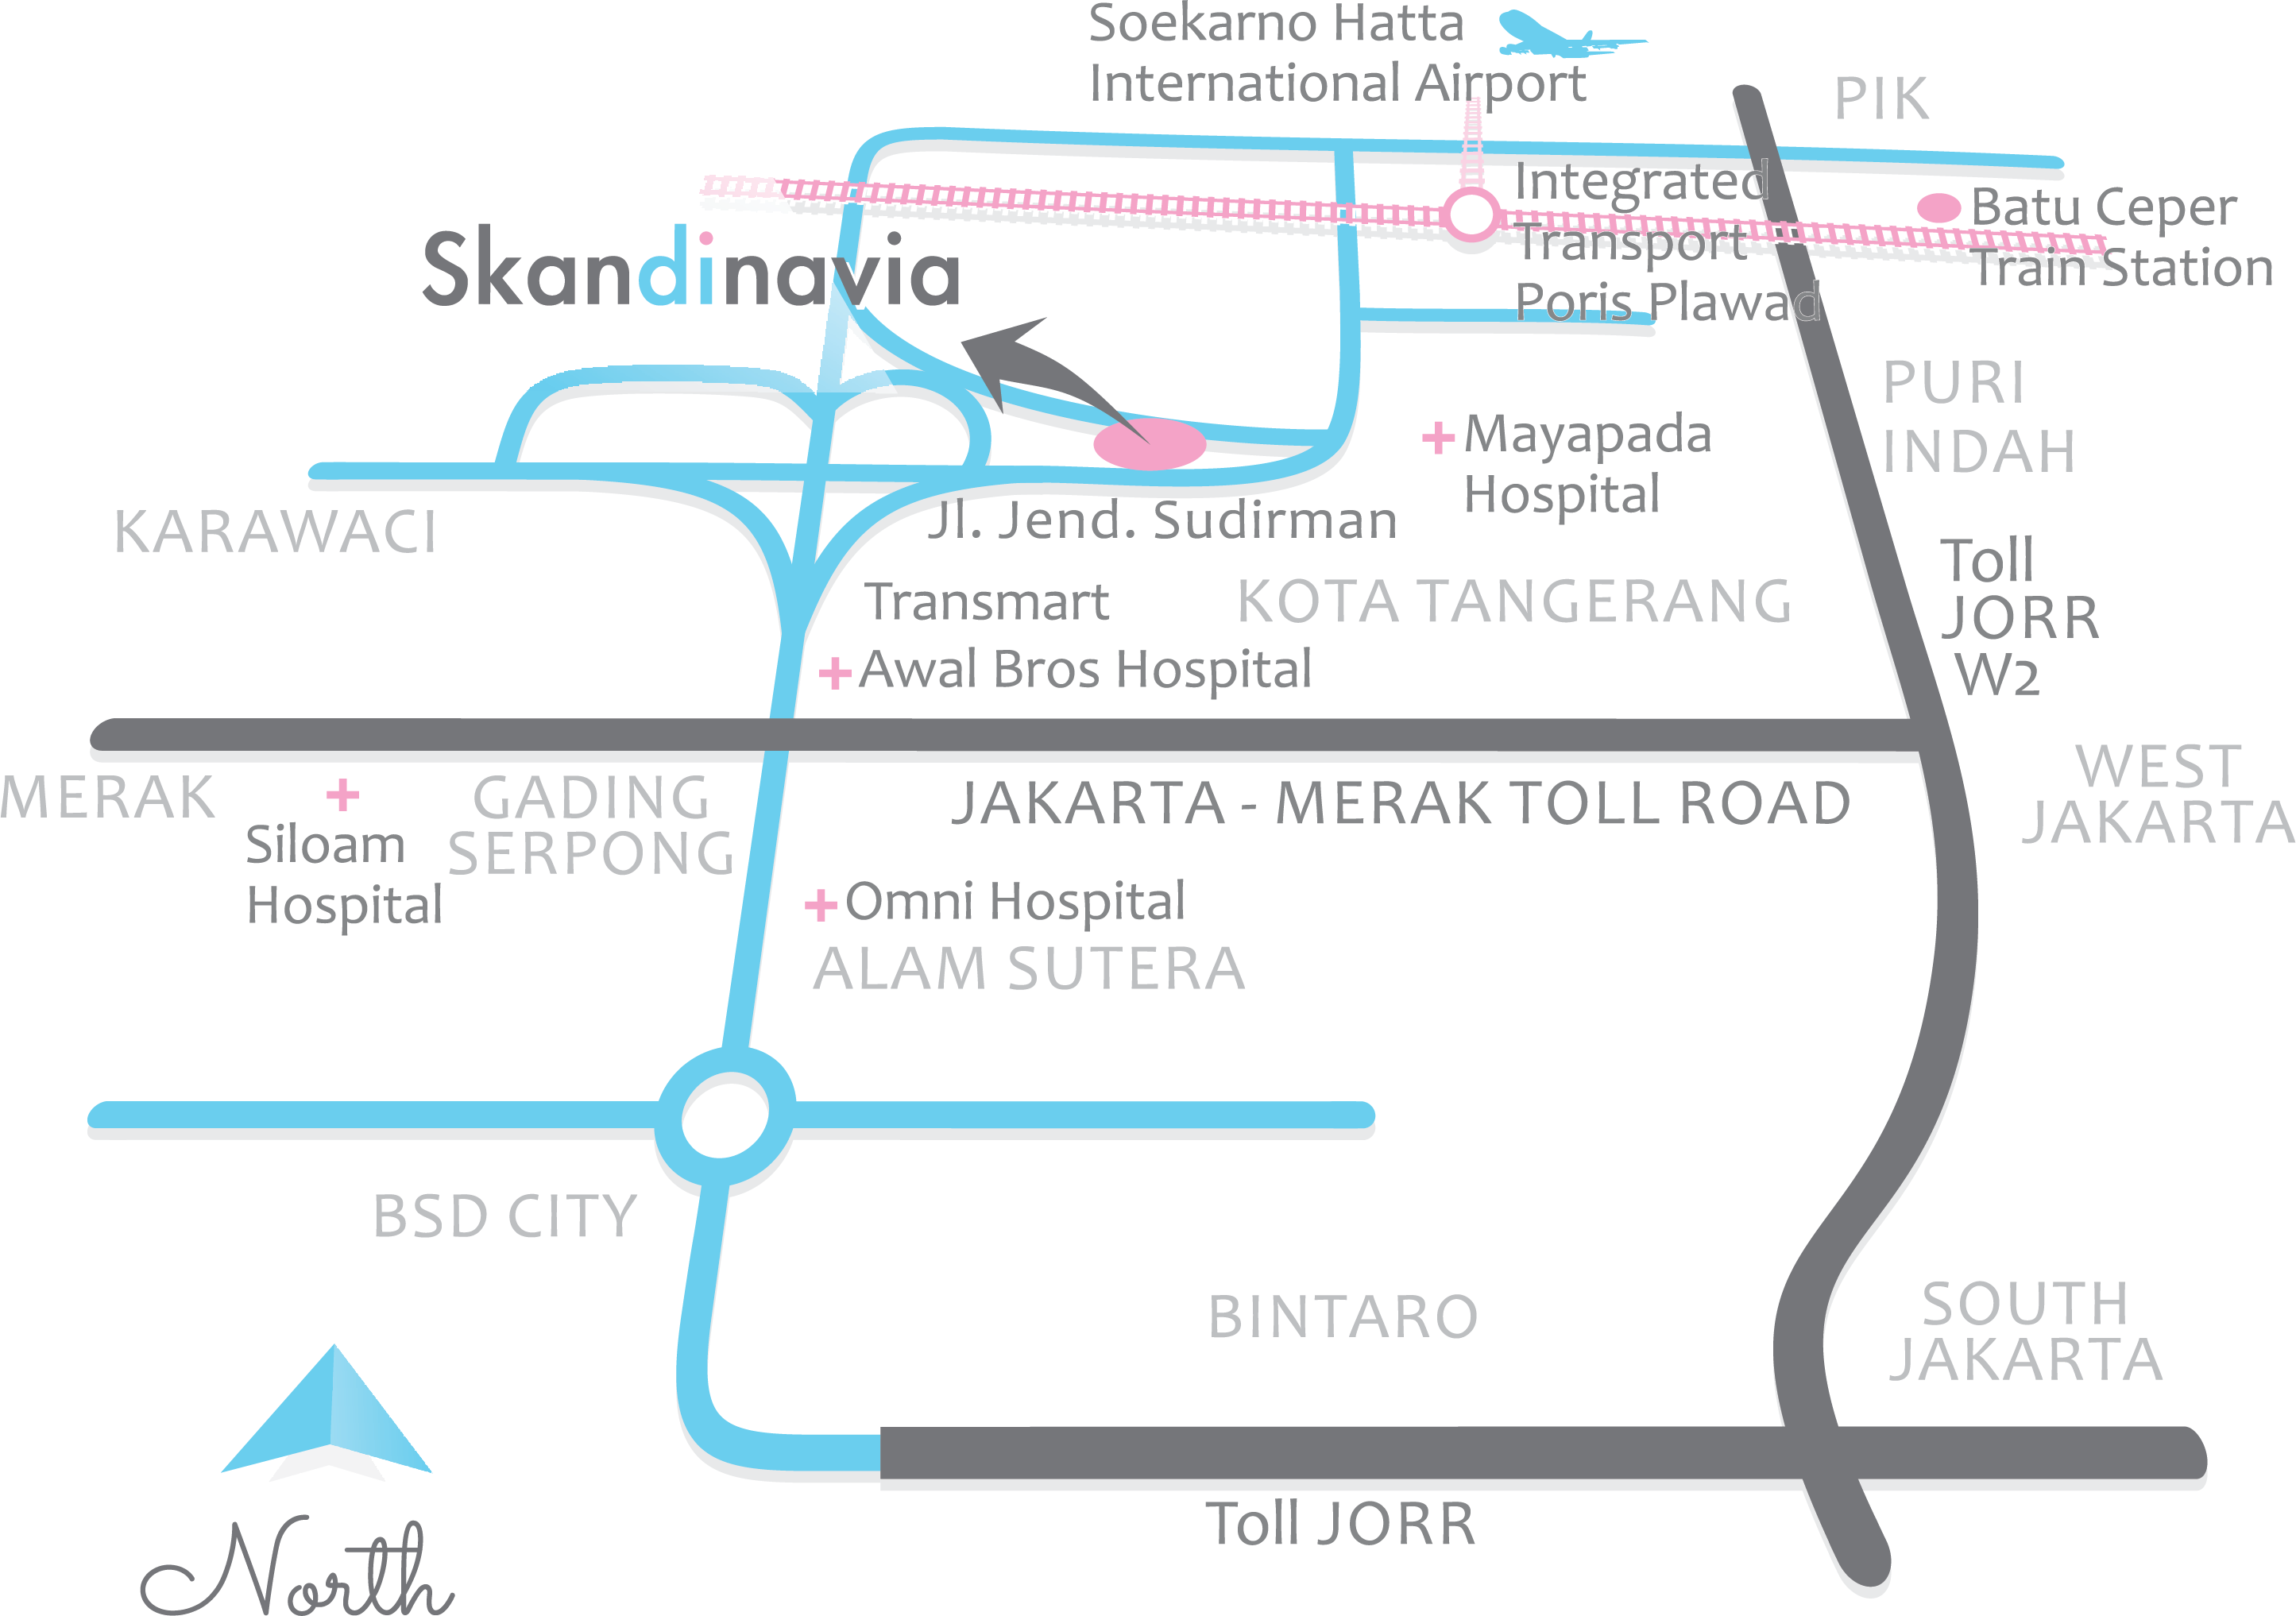 Soekarno Hatta
International Airport
PIK
Integrated
Transport
Poris Plawad
Batu Ceper
Train Station
Skandinavia
PURI
INDAH
Mayapada
Hospital
KARAWACI
Jl. Jend. Sudirman
Toll
JORR
W2
Transmart
KOTA TANGERANG
Awal Bros Hospital
MERAK
GADING
SERPONG
JAKARTA - MERAK TOLL ROAD
WEST
JAKARTA
Siloam
Hospital
Omni Hospital
ALAM SUTERA
BSD CITY
BINTARO
SOUTH
JAKARTA
Toll JORR
North